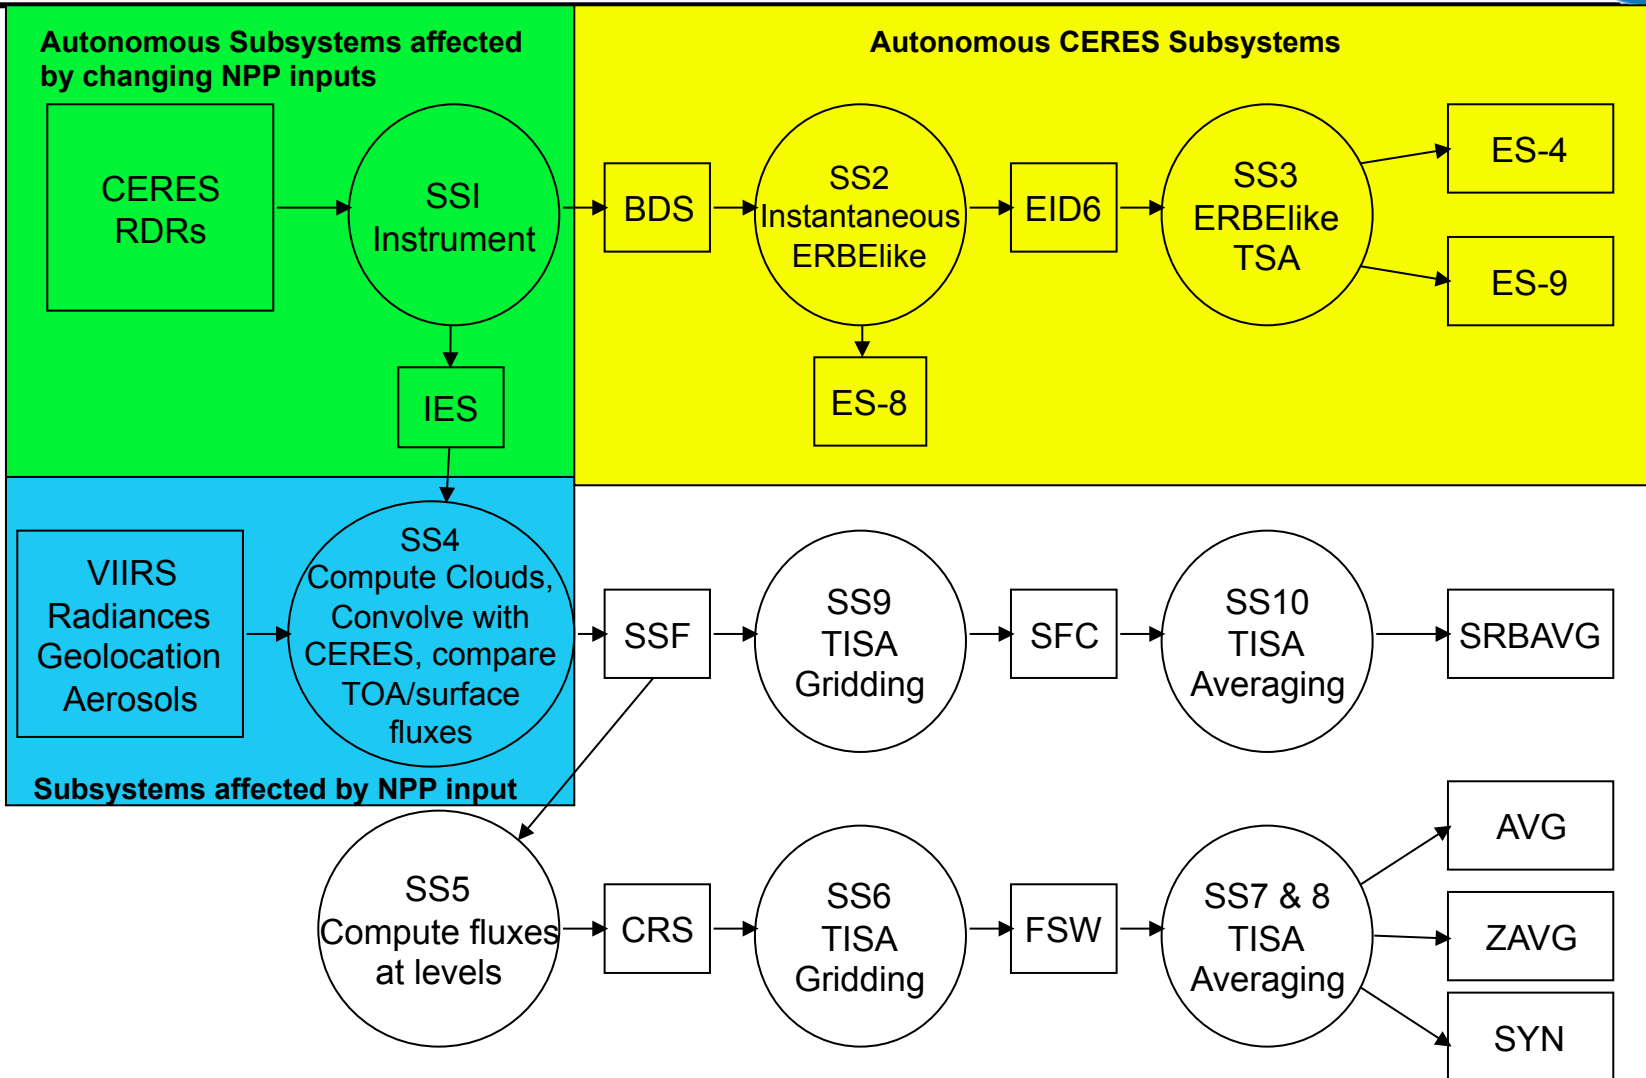 Autonomous Subsystems affected
by changing NPP inputs
Autonomous CERES Subsystems
CERES
RDRs
SSI
Instrument
BDS
SS2
Instantaneous
ERBElike
EID6
SS3
ERBElike
TSA
ES-4
ES-9
IES
ES-8
VIIRS
Radiances
Geolocation
Aerosols
SS4
Compute Clouds,
Convolve with
CERES, compare
TOA/surface
fluxes
SSF
SS9
TISA
Gridding
SFC
SS10
TISA
Averaging
SRBAVG
Subsystems affected by NPP input
SS5
Compute fluxes
at levels
CRS
SS6
TISA
Gridding
FSW
SS7 & 8
TISA
Averaging
AVG
ZAVG
SYN